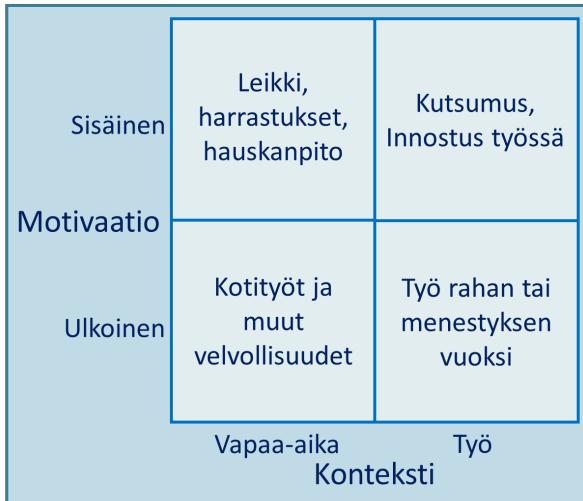 Leikki,
harrastukset,
hauskanpito
Kutsumus,
Innostus työssä
Sisäinen
Motivaatio
Ulkoinen
Kotityöt ja
muut
velvollisuudet
Työ rahan tai
menestyksen
vuoksi
Vapaa-aika
Työ
Konteksti